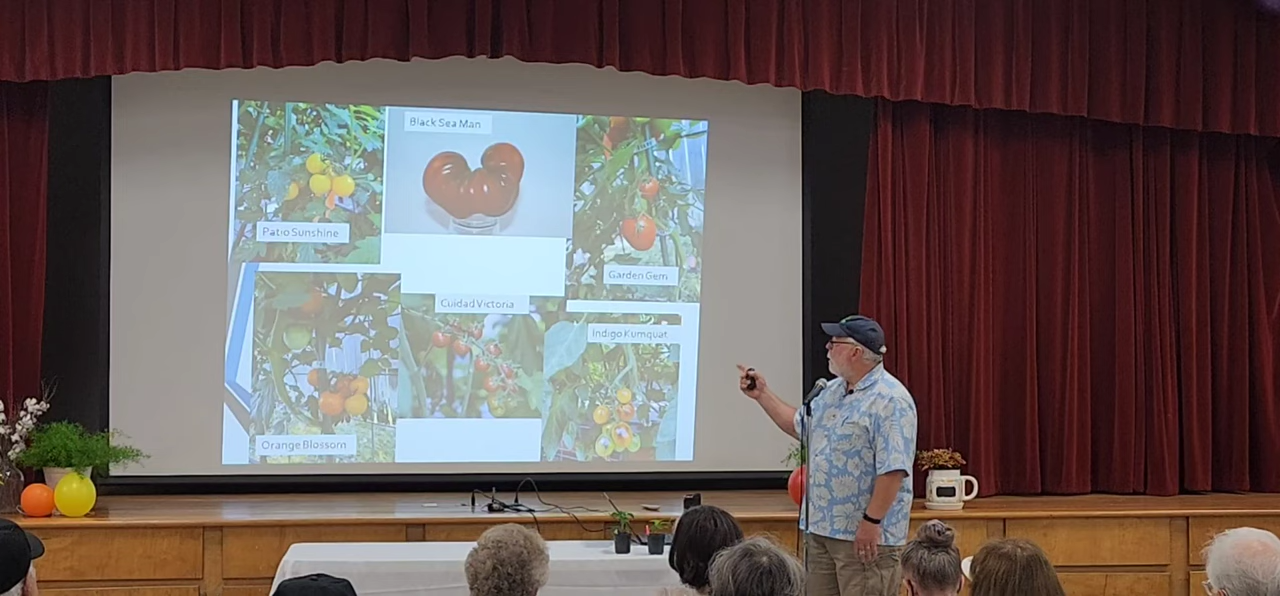 Black Sea Man
Patio Sunshine
Garden Gem
Cuidad Victoria
Indigo Kumquat
Orange Blossom